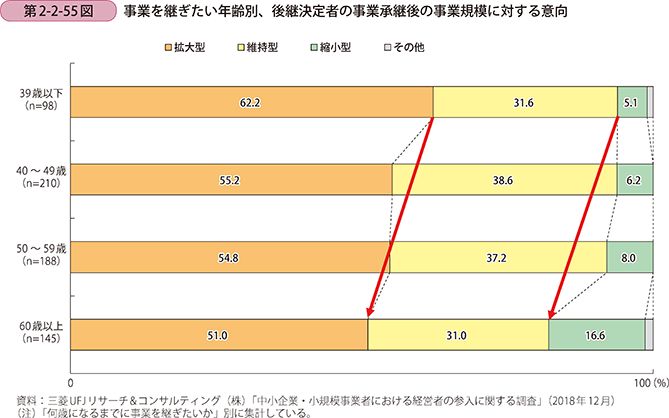 第2-2-55図 事業を継ぎたい年齢別、後継決定者の事業承継後の事業規模に対する意向
拡大型 維持型 縮小型 その他
39歳以下
(n=98)
62.2 31.6 5.1
40～49歳
(n=210)
55.2 38.6 6.2
50～59歳
(n=188)
54.8 37.2 8.0
60歳以上
(n=145)
51.0 31.0 16.6
0 100 (%)
資料：三菱UFJリサーチ＆コンサルティング（株）「中小企業・小規模事業者における経営者の参入に関する調査」（2018年12月）
（注）「何歳になるまでに事業を継ぎたいか」別に集計している。